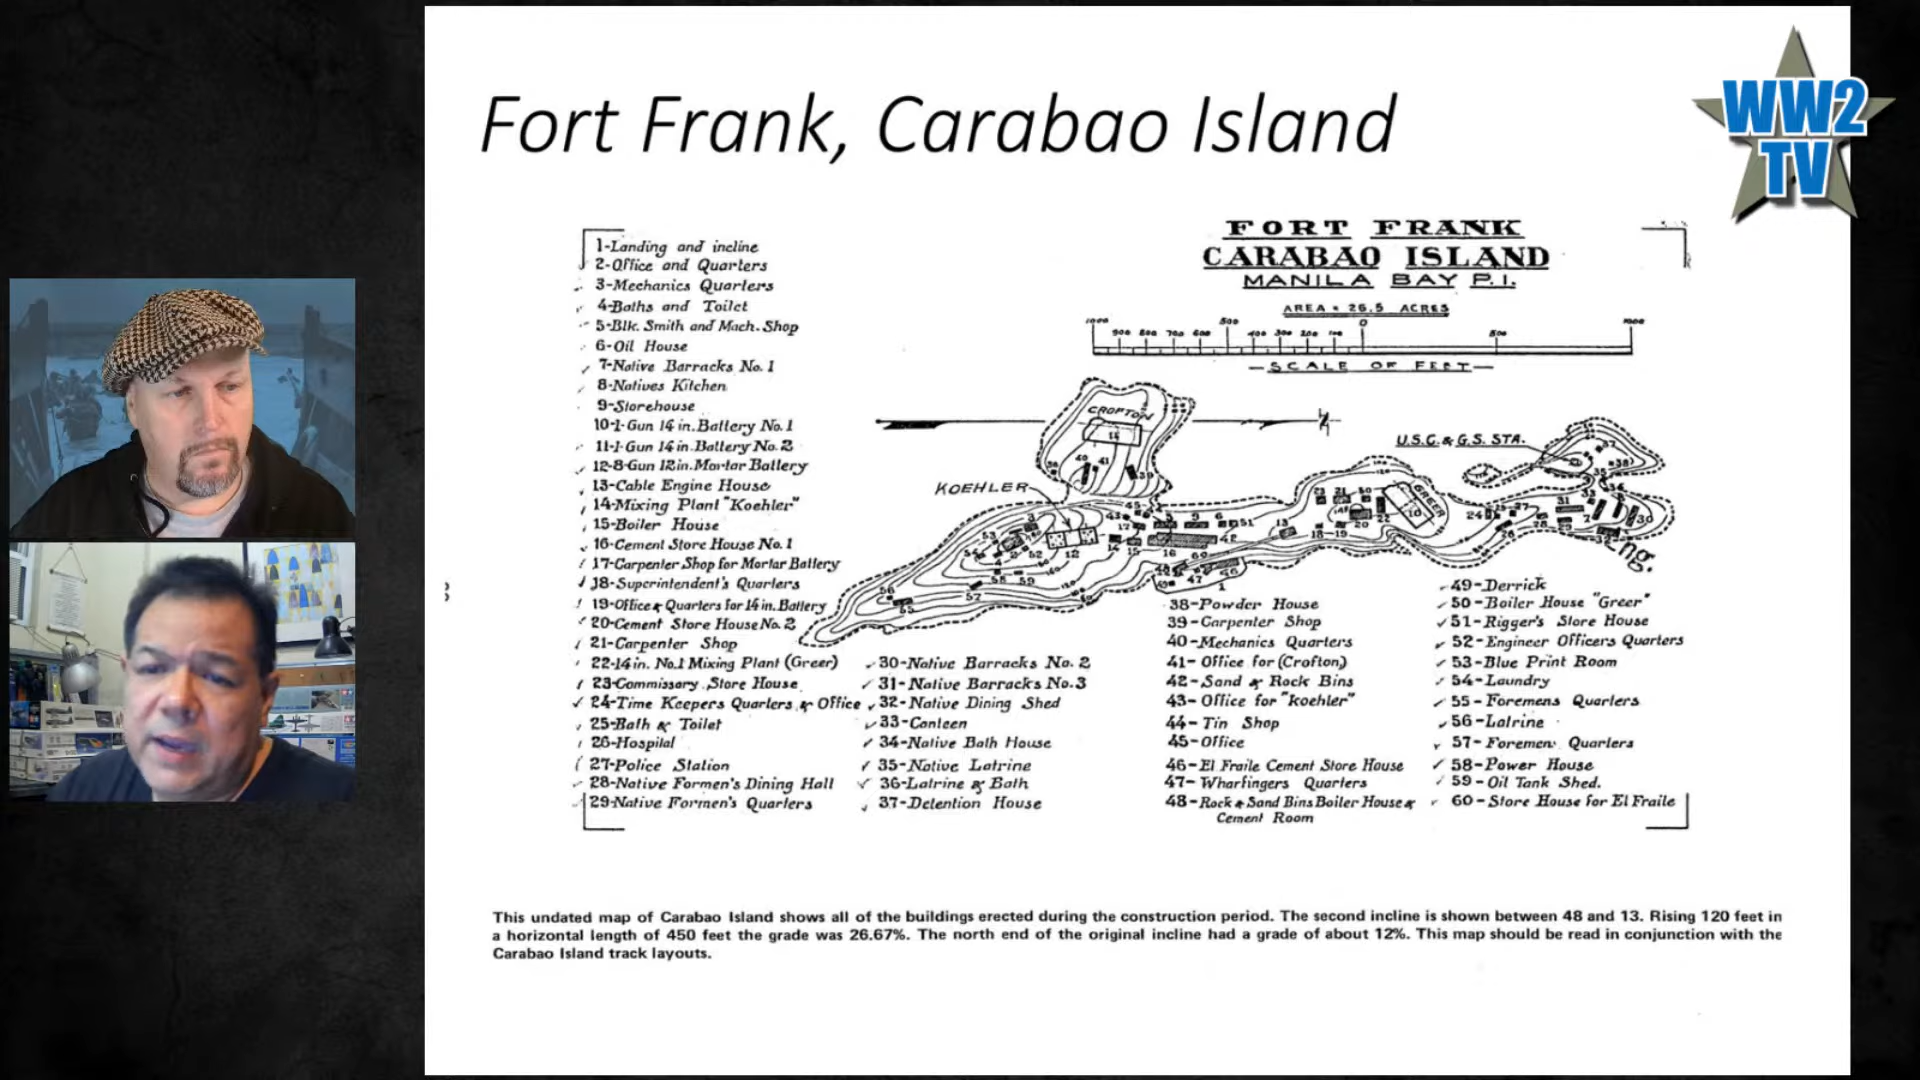 Fort Frank, Carabao Island
WW2
TV
FORT FRANK
CARABAO ISLAND
MANILA BAY P.I.
AREA = 26.5 ACRES
1000 900 800 700 600 500 400 300 200 100 0 500 1000
SCALE OF FEET
1-Landing and incline
2-Office and Quarters
3-Mechanics Quarters
4-Baths and Toilet
5-Blk. Smith and Mach. Shop
6-Oil House
7-Native Barracks No. 1
8-Natives Kitchen
9-Storehouse
10-1-Gun 14 in. Battery No. 1
11-1-Gun 14 in. Battery No. 2
12-8-Gun 12 in. Mortar Battery
13-Cable Engine House
14-Mixing Plant "Koehler"
15-Boiler House
16-Cement Store House No. 1
17-Carpenter Shop for Mortar Battery
18-Superintendent's Quarters
19-Office & Quarters for 14 in. Battery
20-Cement Store House No. 2
21-Carpenter Shop
22-14 in. No.1 Mixing Plant (Greer)
23-Commissary Store House
24-Time Keepers Quarters & Office
25-Bath & Toilet
26-Hospital
27-Police Station
28-Native Formen's Dining Hall
29-Native Formen's Quarters
CROFTON
KOEHLER
GREER
U.S.C. & G.S. STA.
ng.
30-Native Barracks No. 2
31-Native Barracks No. 3
32-Native Dining Shed
33-Canteen
34-Native Bath House
35-Native Latrine
36-Latrine & Bath
37-Detention House
38-Powder House
39-Carpenter Shop
40-Mechanics Quarters
41-Office for (Crofton)
42-Sand & Rock Bins
43-Office for "koehler"
44-Tin Shop
45-Office
46-El Fraile Cement Store House
47-Wharfingers Quarters
48-Rock & Sand Bins Boiler House &
Cement Room
49-Derrick
50-Boiler House "Greer"
51-Rigger's Store House
52-Engineer Officers Quarters
53-Blue Print Room
54-Laundry
55-Foremens Quarters
56-Latrine
57-Foremen Quarters
58-Power House
59-Oil Tank Shed.
60-Store House for El Fraile
This undated map of Carabao Island shows all of the buildings erected during the construction period. The second incline is shown between 48 and 13. Rising 120 feet in
a horizontal length of 450 feet the grade was 26.67%. The north end of the original incline had a grade of about 12%. This map should be read in conjunction with the
Carabao Island track layouts.